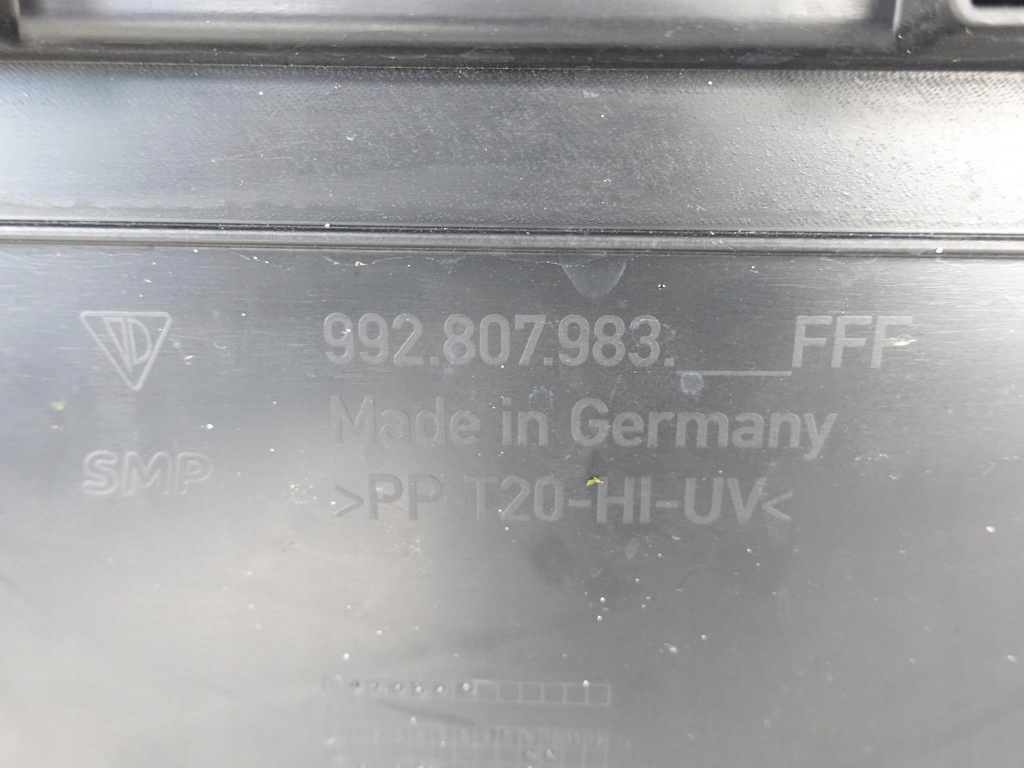 992.807.983.___FFF
Made in Germany
SMP
>PP-T20-HI-UV<